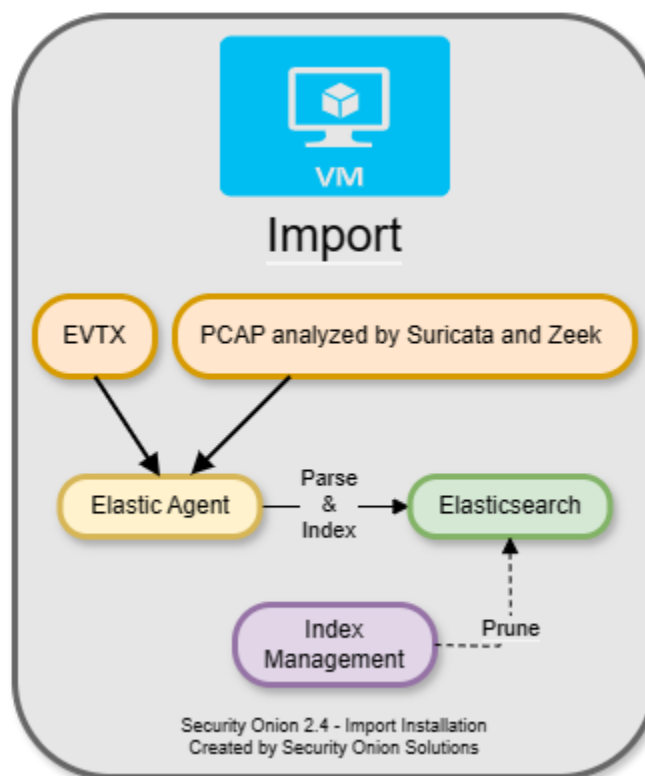 VM
Import
EVTX
PCAP analyzed by Suricata and Zeek
Elastic Agent
Parse
&
Index
Elasticsearch
Index
Management
Prune
Security Onion 2.4 - Import Installation
Created by Security Onion Solutions